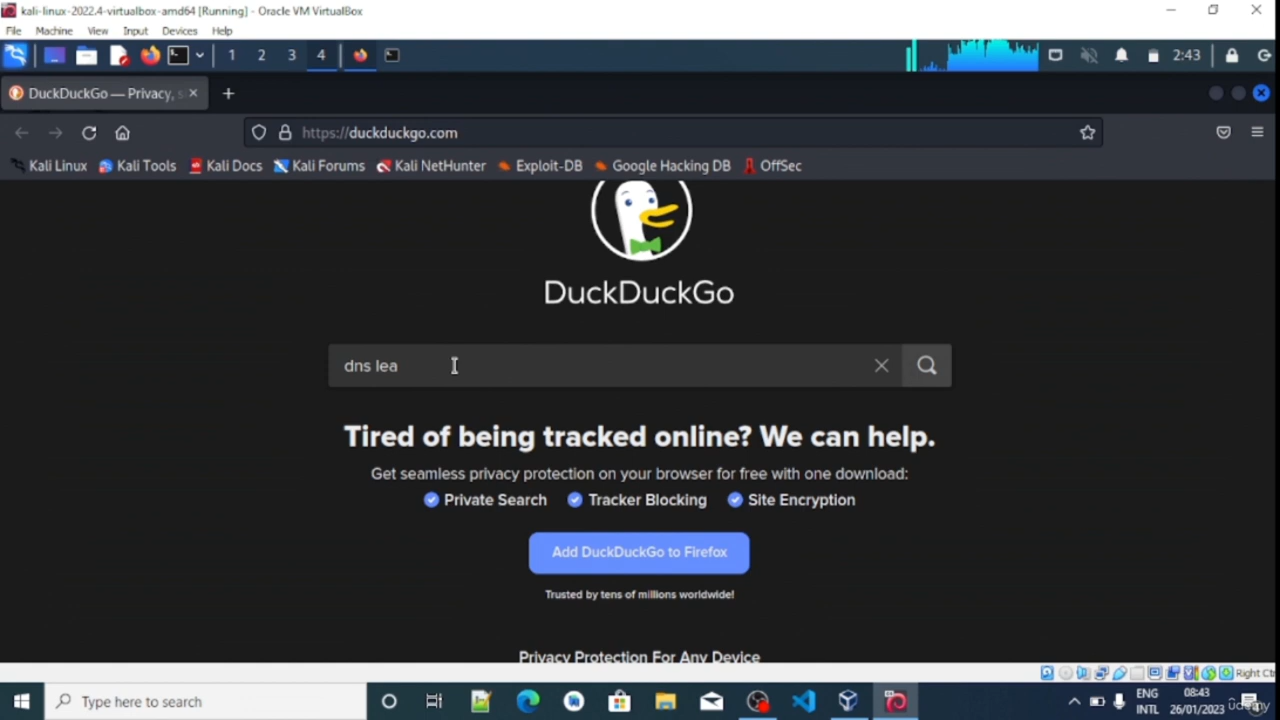 kali-linux-2022.4-virtualbox-amd64 [Running] - Oracle VM VirtualBox
File Machine View Input Devices Help
1 2 3 4 2:43
DuckDuckGo — Privacy, s
https://duckduckgo.com
Kali Linux Kali Tools Kali Docs Kali Forums Kali NetHunter Exploit-DB Google Hacking DB OffSec
DuckDuckGo
dns lea
Tired of being tracked online? We can help.
Get seamless privacy protection on your browser for free with one download:
Private Search Tracker Blocking Site Encryption
Add DuckDuckGo to Firefox
Trusted by tens of millions worldwide!
Privacy Protection For Any Device
Right Ct
Type here to search
ENG 08:43
INTL 26/01/2023
udemy